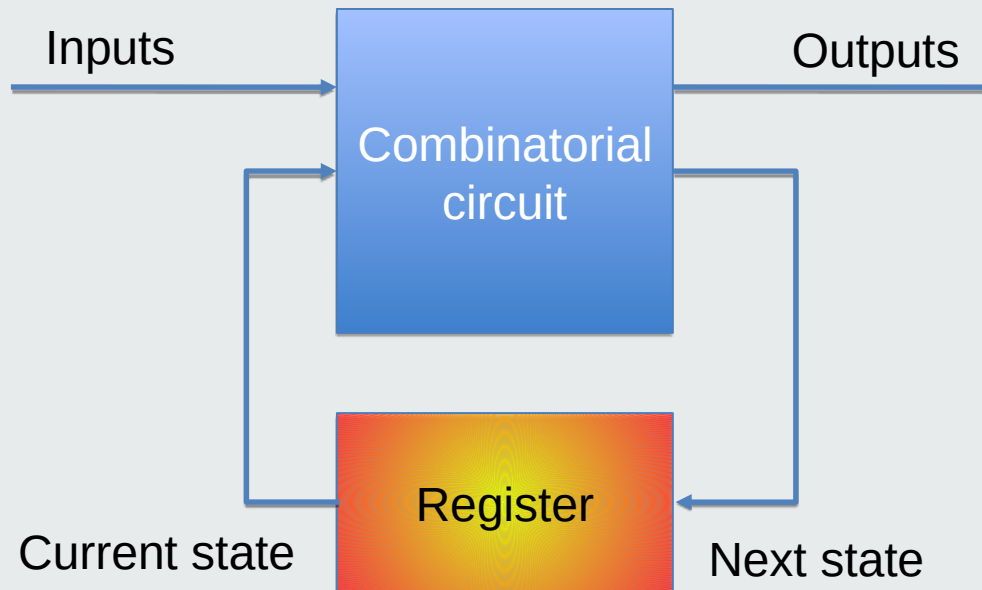 Inputs
Outputs
Combinatorial
circuit
Register
Current state
Next state